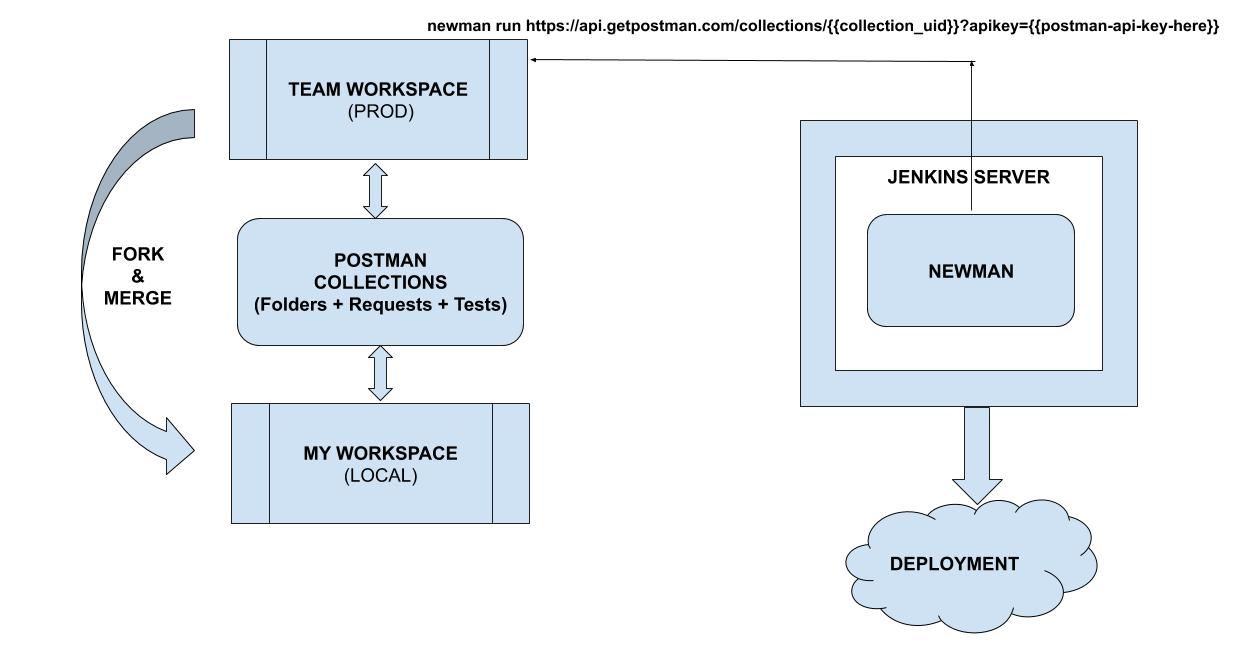 newman run https://api.getpostman.com/collections/{{collection_uid}}?apikey={{postman-api-key-here}}
TEAM WORKSPACE
(PROD)
FORK
&
MERGE
POSTMAN
COLLECTIONS
(Folders + Requests + Tests)
MY WORKSPACE
(LOCAL)
JENKINS SERVER
NEWMAN
DEPLOYMENT